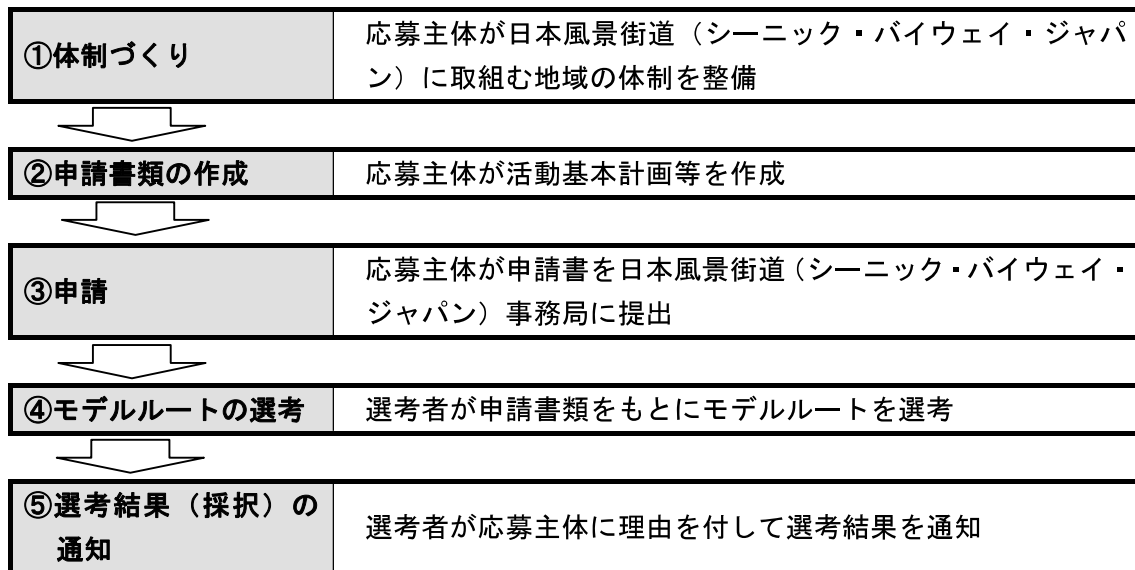 ①体制づくり
応募主体が日本風景街道（シーニック・バイウェイ・ジャパ
ン）に取組む地域の体制を整備
②申請書類の作成
応募主体が活動基本計画等を作成
③申請
応募主体が申請書を日本風景街道（シーニック・バイウェイ・
ジャパン）事務局に提出
④モデルルートの選考
選考者が申請書類をもとにモデルルートを選考
⑤選考結果（採択）の
通知
選考者が応募主体に理由を付して選考結果を通知